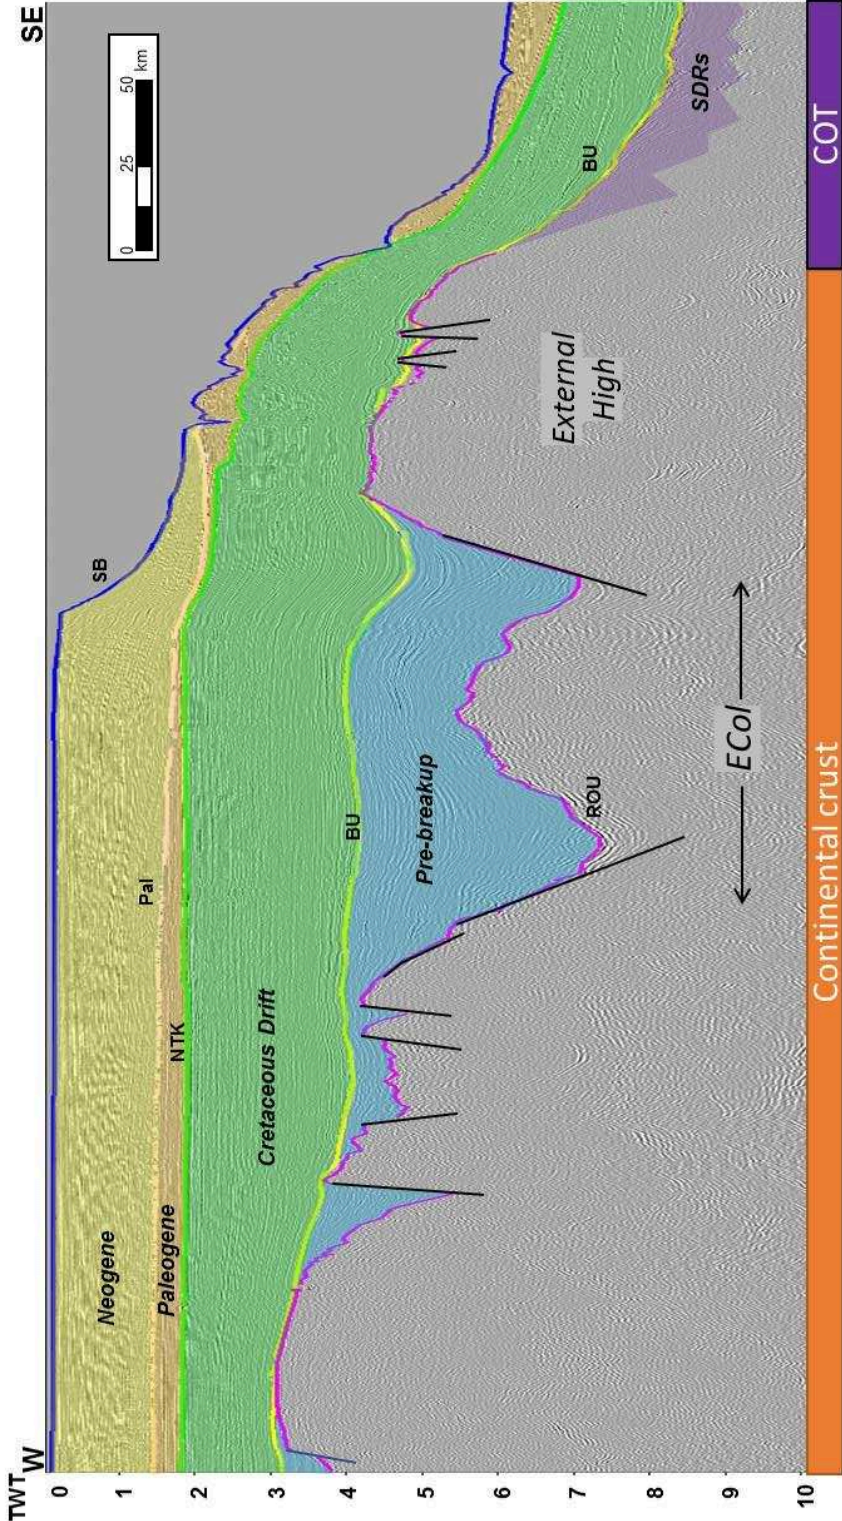 TWT
W
SE
0
1
2
3
4
5
6
7
8
9
10
0 25 50 km
SB
Neogene
Pal
Paleogene
NTK
Cretaceous Drift
BU
BU
Pre-breakup
ROU
External
High
SDRs
ECol
Continental crust
COT